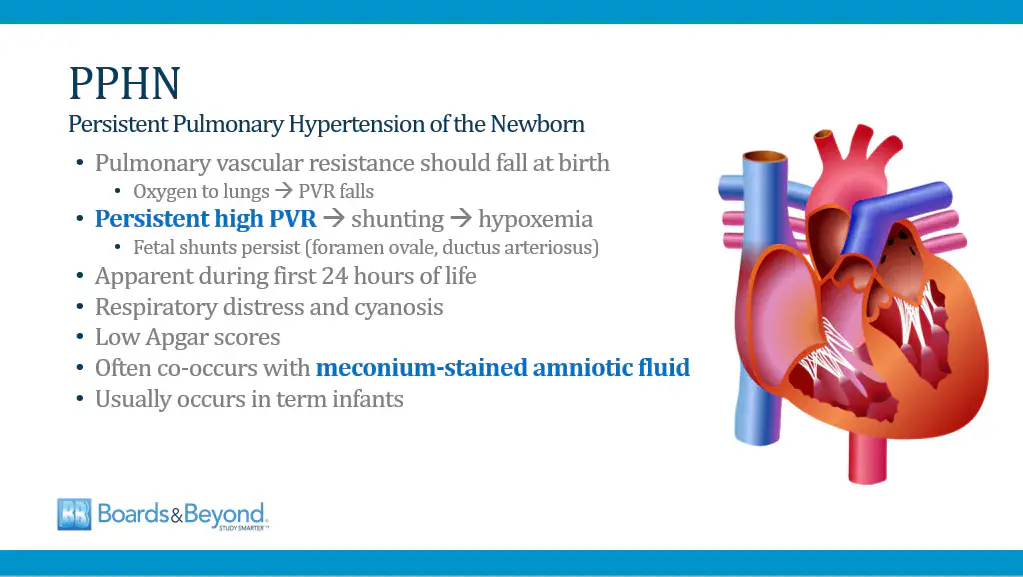 PPHN
Persistent Pulmonary Hypertension of the Newborn
• Pulmonary vascular resistance should fall at birth
• Oxygen to lungs → PVR falls
• Persistent high PVR → shunting → hypoxemia
• Fetal shunts persist (foramen ovale, ductus arteriosus)
• Apparent during first 24 hours of life
• Respiratory distress and cyanosis
• Low Apgar scores
• Often co-occurs with meconium-stained amniotic fluid
• Usually occurs in term infants
BB Boards&Beyond.
STUDY SMARTER™